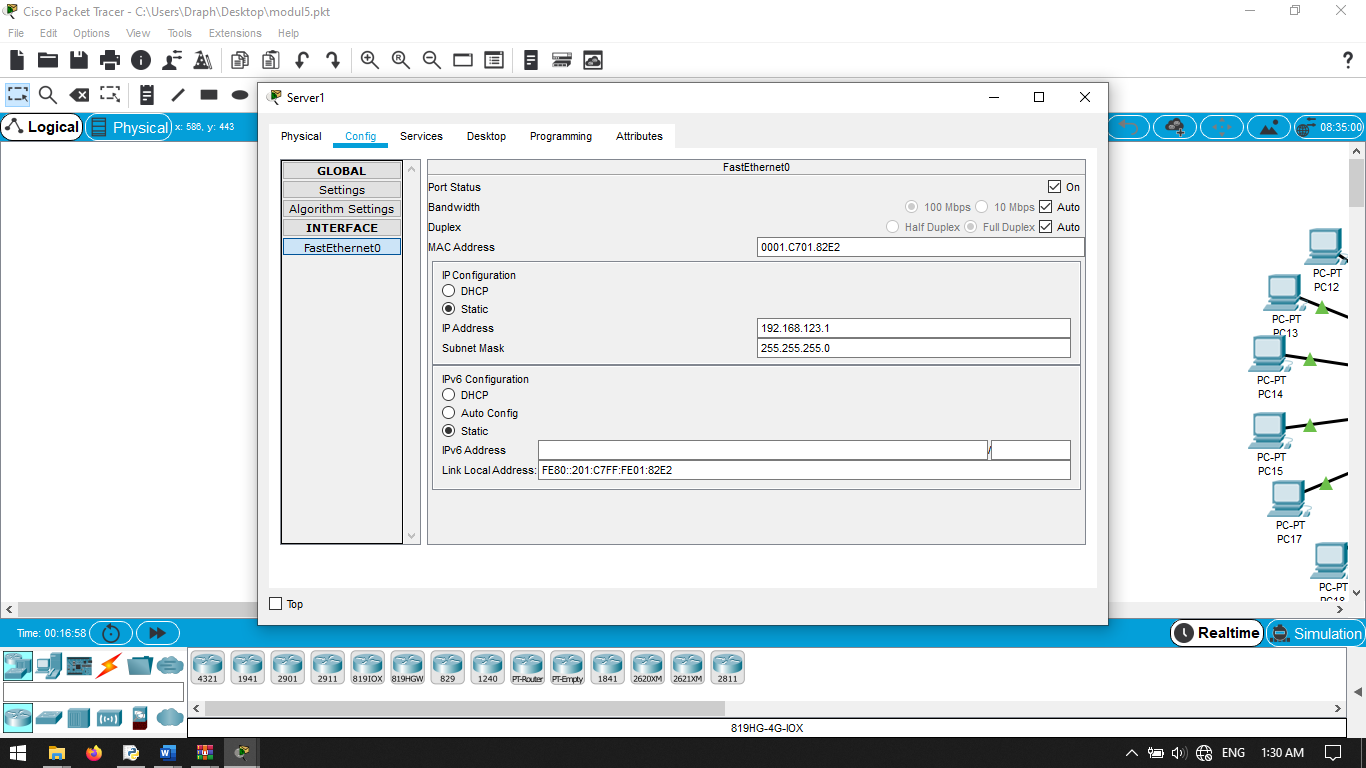 Cisco Packet Tracer - C:\Users\Draph\Desktop\modul5.pkt
File Edit Options View Tools Extensions Help
?
Logical Physical x: 586, y: 443
08:35:00
Server1
Physical Config Services Desktop Programming Attributes
GLOBAL
Settings
Algorithm Settings
INTERFACE
FastEthernet0
FastEthernet0
Port Status On
Bandwidth 100 Mbps 10 Mbps Auto
Duplex Half Duplex Full Duplex Auto
MAC Address 0001.C701.82E2
IP Configuration
DHCP
Static
IP Address 192.168.123.1
Subnet Mask 255.255.255.0
IPv6 Configuration
DHCP
Auto Config
Static
IPv6 Address /
Link Local Address: FE80::201:C7FF:FE01:82E2
Top
PC-PT
PC12
PC-PT
PC13
PC-PT
PC14
PC-PT
PC15
PC-PT
PC17
PC-PT
PC18
Time: 00:16:58
Realtime Simulation
4321 1941 2901 2911 819IOX 819HGW 829 1240 PT-Router PT-Empty 1841 2620XM 2621XM 2811
819HG-4G-IOX
ENG 1:30 AM